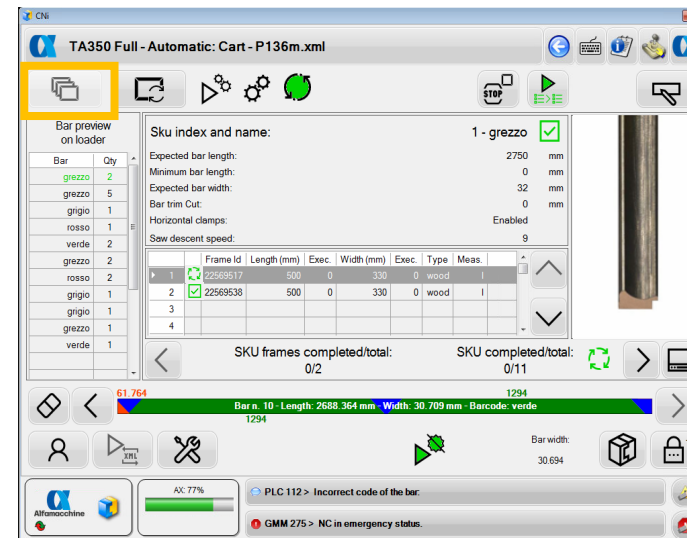 CNi
TA350 Full - Automatic: Cart - P136m.xml
STOP
Bar preview
on loader
Bar Qty
grezzo 2
grezzo 5
grigio 1
rosso 1
verde 2
grezzo 2
rosso 2
grigio 1
grigio 1
grezzo 1
verde 1
Sku index and name: 1 - grezzo
Expected bar length: 2750 mm
Minimum bar length: 0 mm
Expected bar width: 32 mm
Bar trim Cut: 0 mm
Horizontal clamps: Enabled
Saw descent speed: 9
Frame Id Length (mm) Exec. Width (mm) Exec. Type Meas.
1 22569517 500 0 330 0 wood I
2 22569538 500 0 330 0 wood I
3
4
SKU frames completed/total: SKU completed/total:
0/2 0/11
61.764 1294
Bar n. 10 - Length: 2688.364 mm - Width: 30.709 mm - Barcode: verde
1294
XML
Bar width:
30.694
Alfamacchine
AX: 77%
PLC 112 > Incorrect code of the bar.
GMM 275 > NC in emergency status.